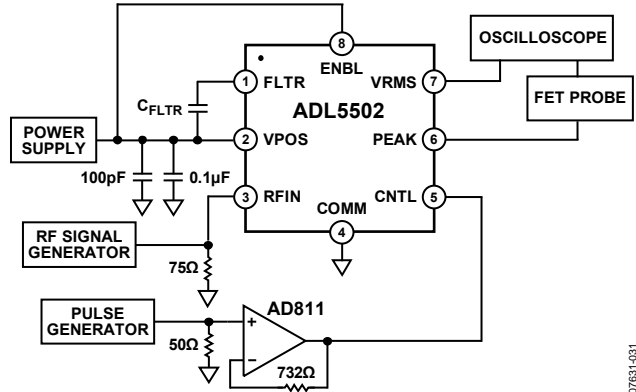 8
ENBL
OSCILLOSCOPE
1
FLTR
VRMS
7
C_FLTR
ADL5502
FET PROBE
POWER
SUPPLY
2
VPOS
PEAK
6
100pF
0.1µF
3
RFIN
CNTL
5
COMM
4
RF SIGNAL
GENERATOR
75Ω
PULSE
GENERATOR
AD811
+
50Ω
–
732Ω
07631-031